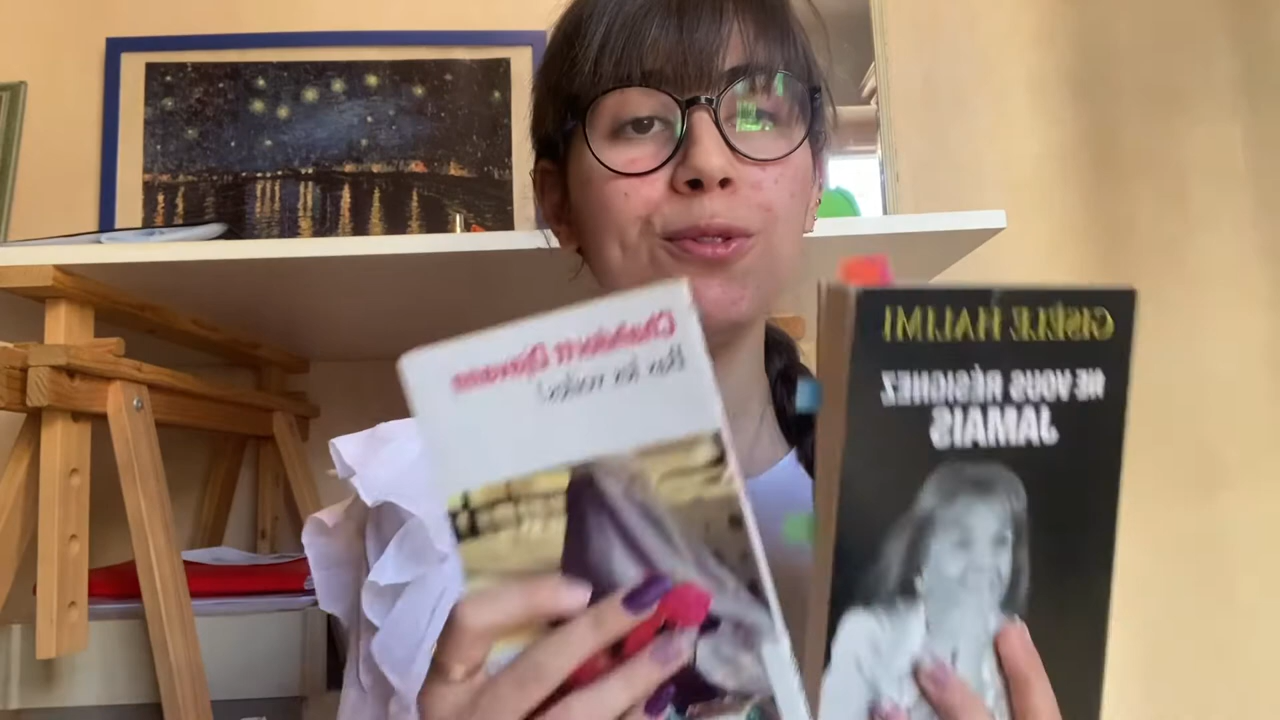 Chahdortt Djavann
Bas les voiles!
GISÈLE HALIMI
NE VOUS RÉSIGNEZ
JAMAIS